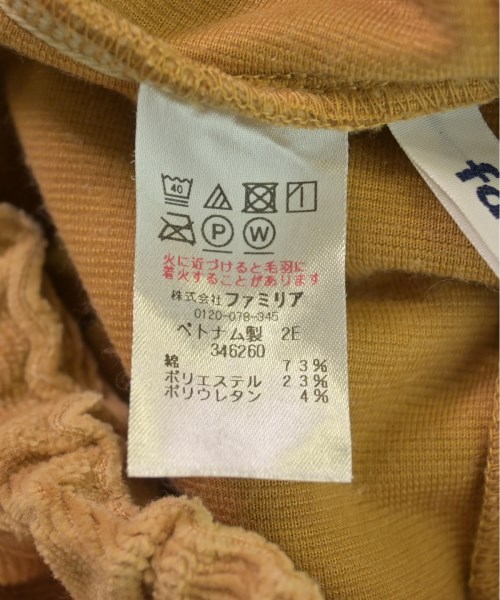 40
P W
火に近づけると毛羽に
着火することがあります
株式会社 ファミリア
0120-078-345
ベトナム製 2E
346260
綿 73%
ポリエステル 23%
ポリウレタン 4%
fa